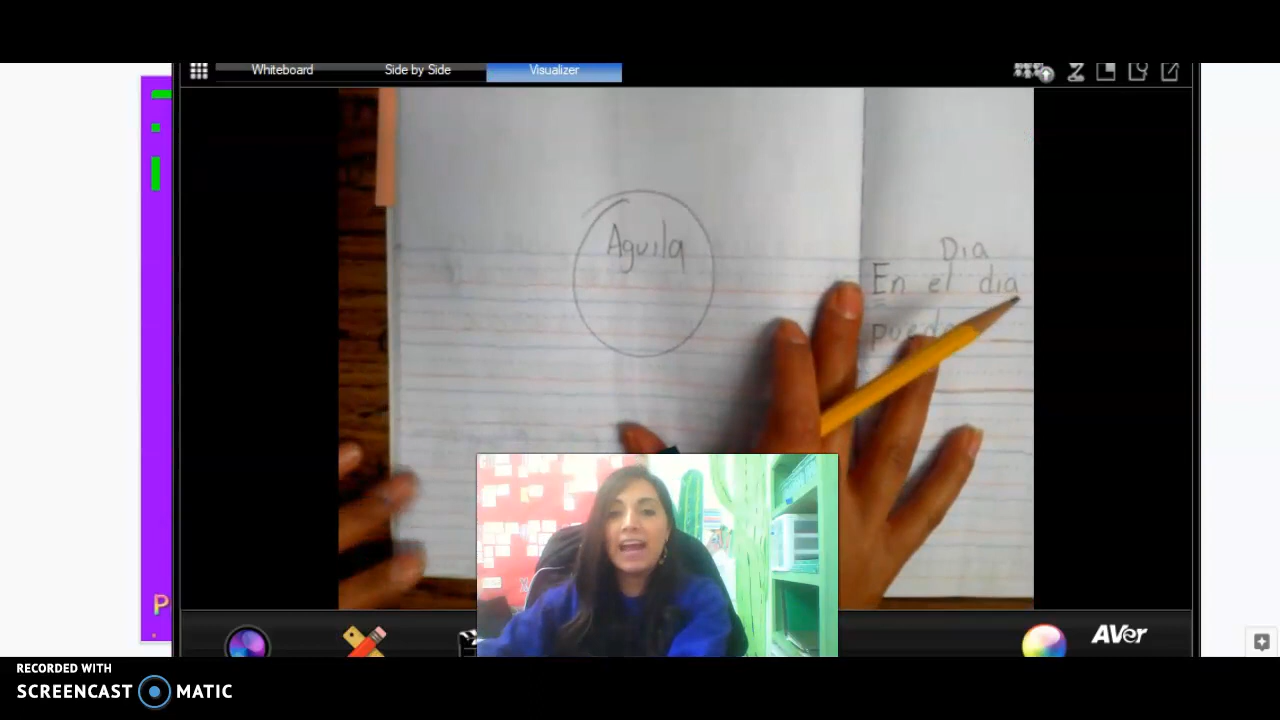 Whiteboard Side by Side Visualizer
Aguila
Dia
En el dia
P
AVer
RECORDED WITH
SCREENCAST MATIC